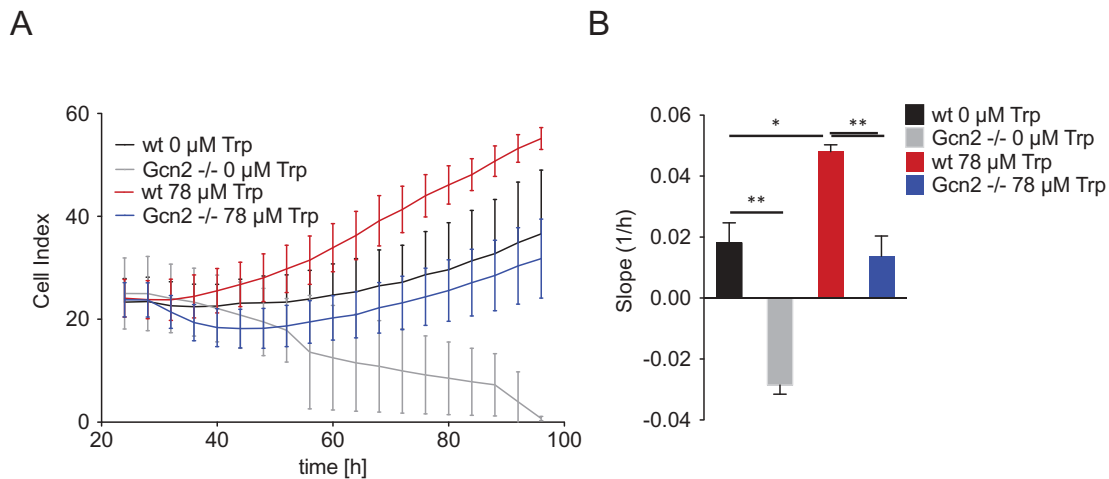 A
60
40
20
0
20
40
60
80
100
Cell Index
time [h]
wt 0 µM Trp
Gcn2 -/- 0 µM Trp
wt 78 µM Trp
Gcn2 -/- 78 µM Trp
B
0.06
0.04
0.02
0.00
-0.02
-0.04
Slope (1/h)
*
**
**
wt 0 µM Trp
Gcn2 -/- 0 µM Trp
wt 78 µM Trp
Gcn2 -/- 78 µM Trp